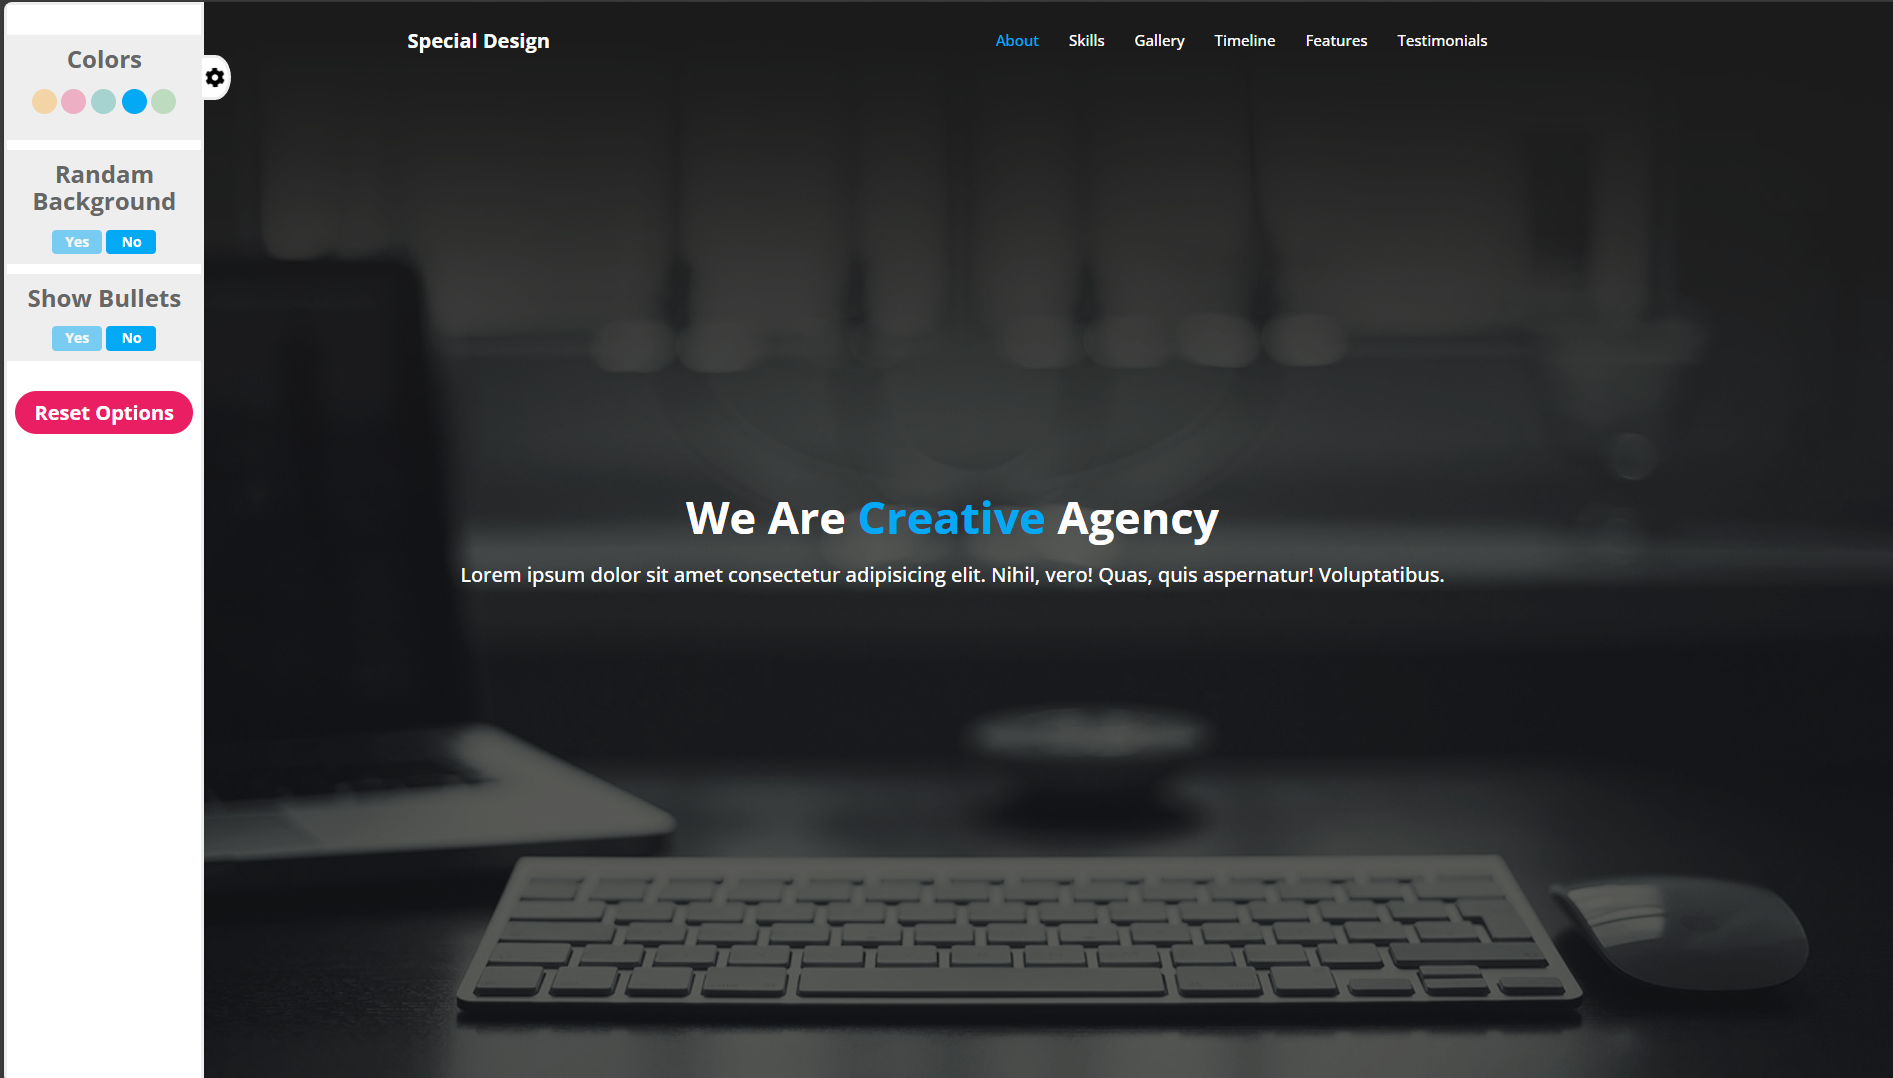 Colors
Randam
Background
Yes No
Show Bullets
Yes No
Reset Options
Special Design
About Skills Gallery Timeline Features Testimonials
We Are Creative Agency
Lorem ipsum dolor sit amet consectetur adipisicing elit. Nihil, vero! Quas, quis aspernatur! Voluptatibus.